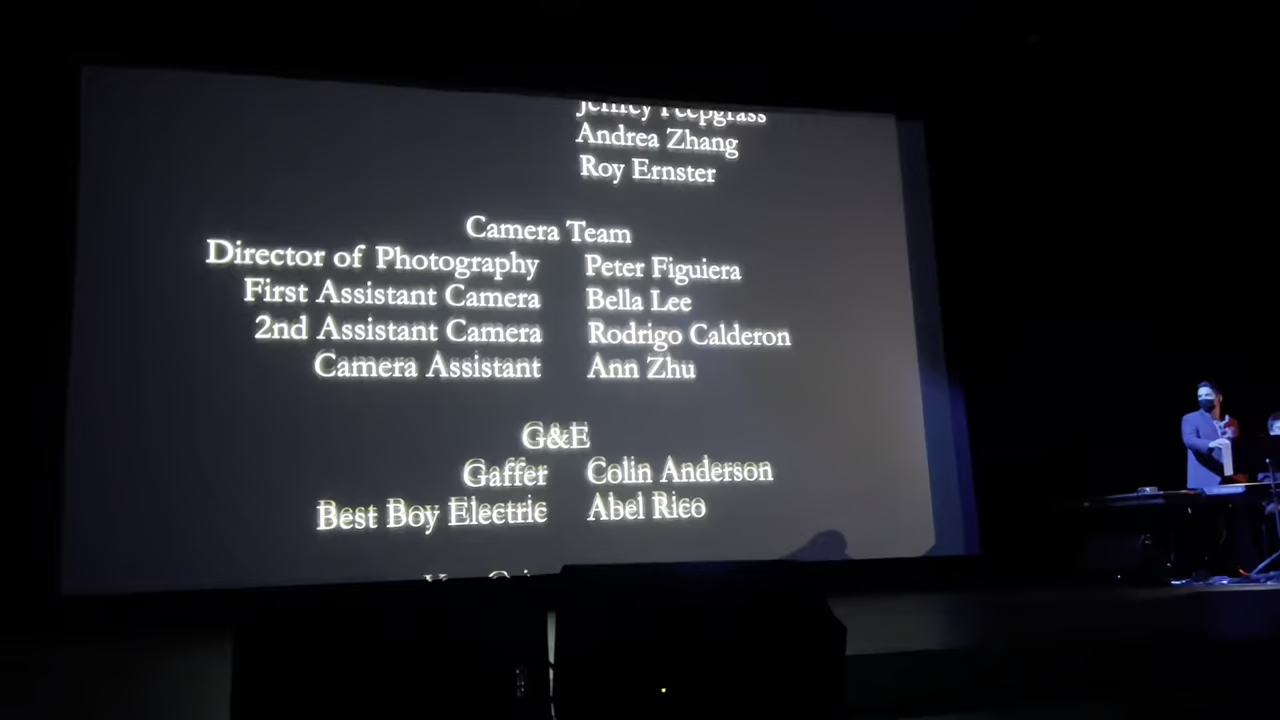 Andrea Zhang
Roy Ernster
Camera Team
Director of Photography Peter Figuiera
First Assistant Camera Bella Lee
2nd Assistant Camera Rodrigo Calderon
Camera Assistant Ann Zhu
G&E
Gaffer Colin Anderson
Best Boy Electric Abel Rico